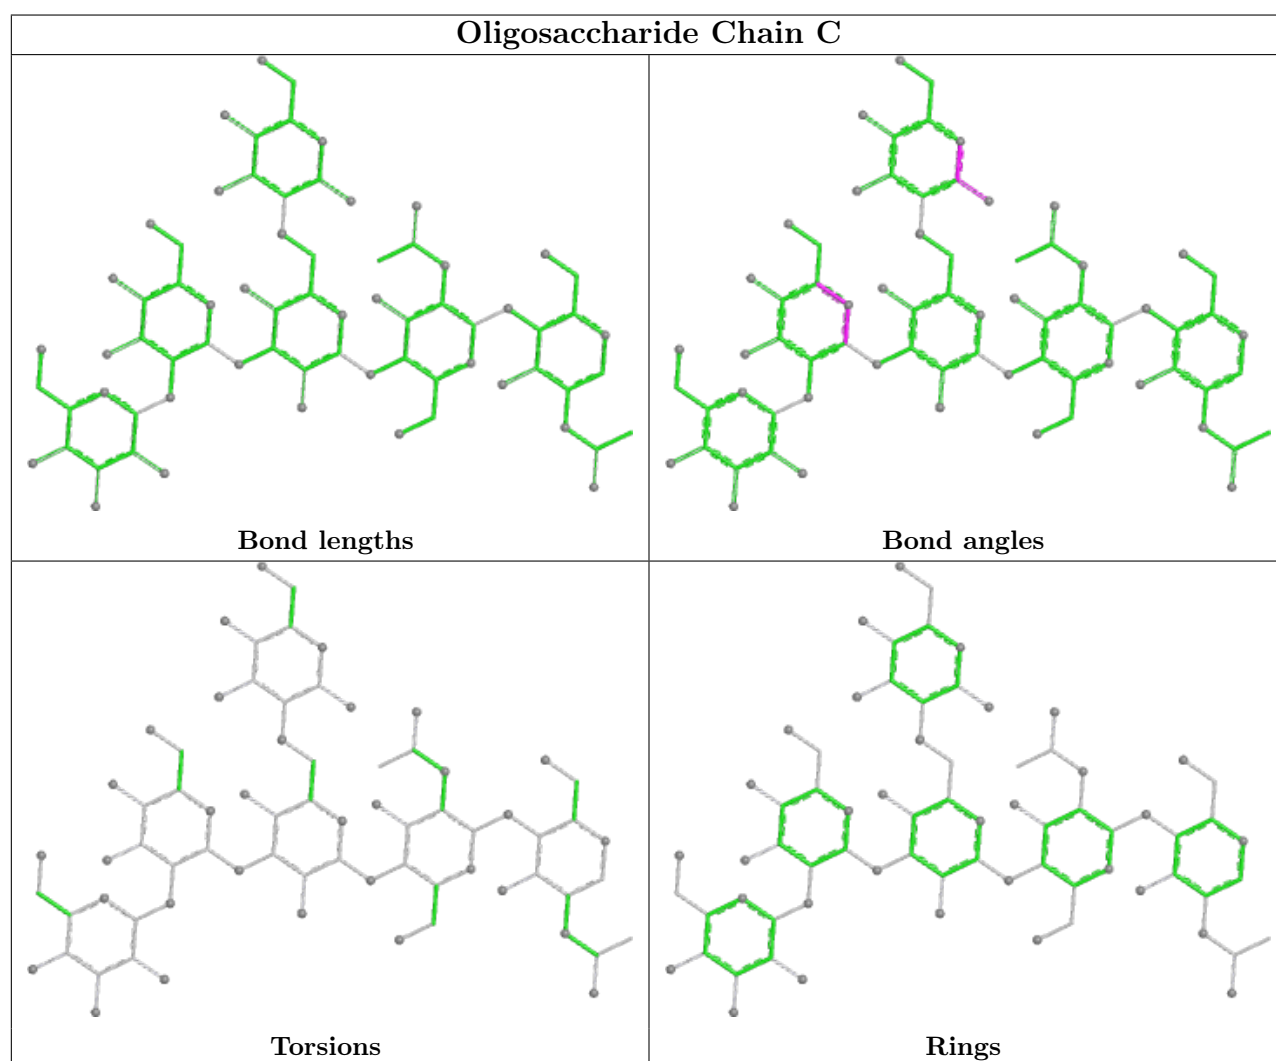 Oligosaccharide Chain C
Bond lengths
Bond angles
Torsions
Rings